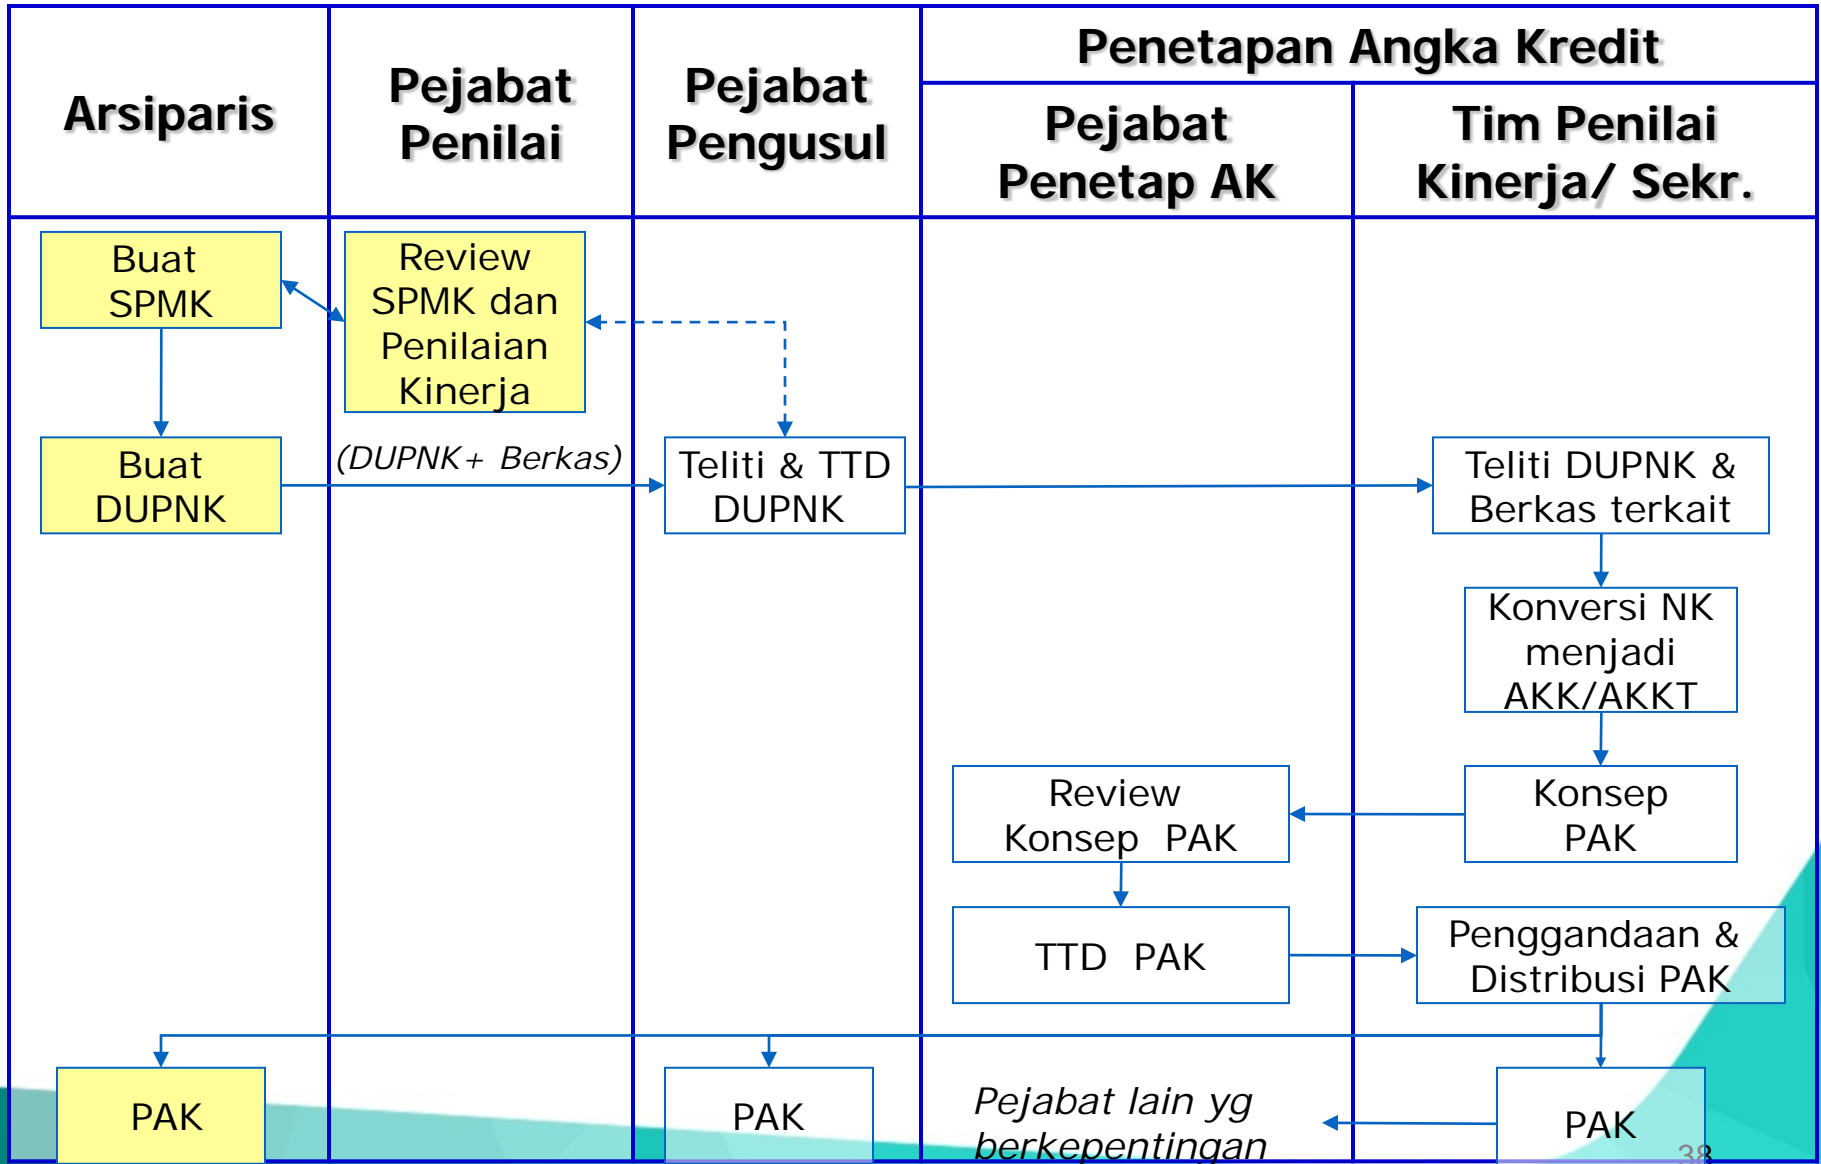 Arsiparis
Pejabat
Penilai
Pejabat
Pengusul
Penetapan Angka Kredit
Pejabat
Penetap AK
Tim Penilai
Kinerja/ Sekr.
Buat
SPMK
Review
SPMK dan
Penilaian
Kinerja
Buat
DUPNK
(DUPNK+ Berkas)
Teliti & TTD
DUPNK
Teliti DUPNK &
Berkas terkait
Konversi NK
menjadi
AKK/AKKT
Konsep
PAK
Review
Konsep PAK
TTD PAK
Penggandaan &
Distribusi PAK
PAK
PAK
Pejabat lain yg
berkepentingan
PAK
38